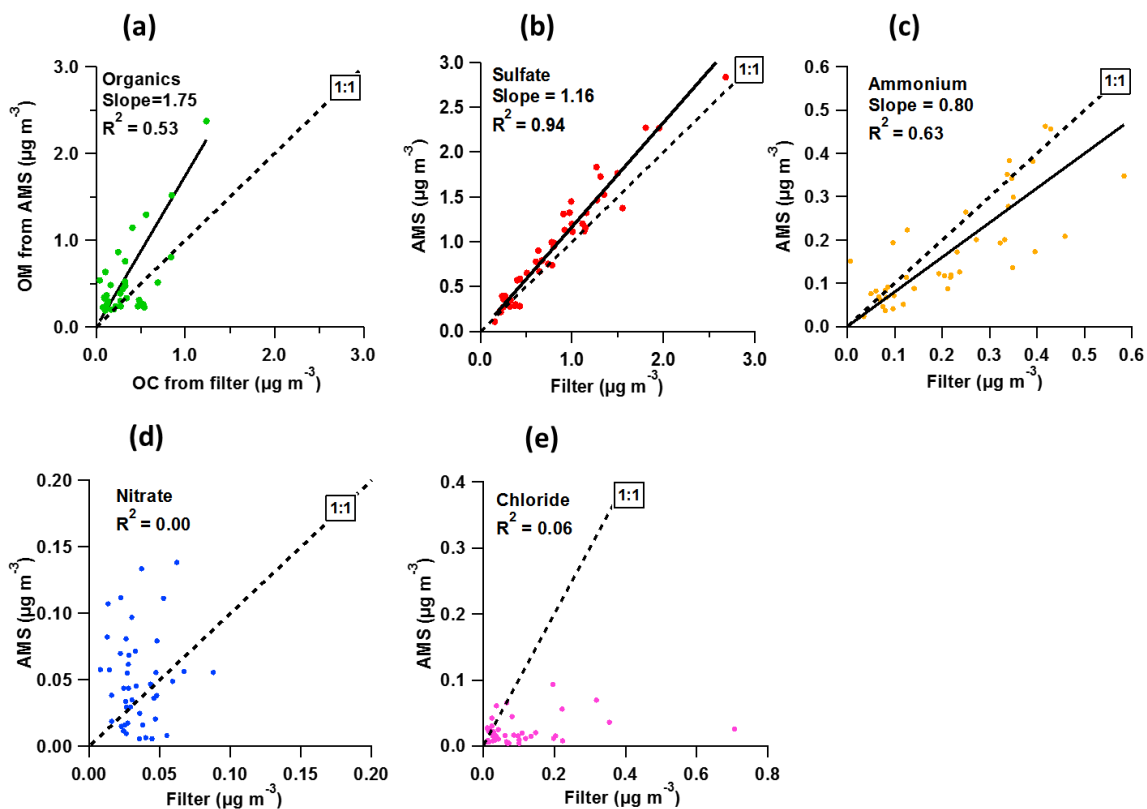 (a)
Organics
Slope=1.75
R² = 0.53
1:1
3.0
2.0
1.0
0.0
0.0
1.0
2.0
3.0
OM from AMS (µg m⁻³)
OC from filter (µg m⁻³)
(b)
Sulfate
Slope = 1.16
R² = 0.94
1:1
3.0
2.5
2.0
1.5
1.0
0.5
0.0
0.0
1.0
2.0
3.0
AMS (µg m⁻³)
Filter (µg m⁻³)
(c)
Ammonium
Slope = 0.80
R² = 0.63
1:1
0.6
0.5
0.4
0.3
0.2
0.1
0.0
0.0
0.1
0.2
0.3
0.4
0.5
0.6
AMS (µg m⁻³)
Filter (µg m⁻³)
(d)
Nitrate
R² = 0.00
1:1
0.20
0.15
0.10
0.05
0.00
0.00
0.05
0.10
0.15
0.20
AMS (µg m⁻³)
Filter (µg m⁻³)
(e)
Chloride
R² = 0.06
1:1
0.4
0.3
0.2
0.1
0.0
0.0
0.2
0.4
0.6
0.8
AMS (µg m⁻³)
Filter (µg m⁻³)